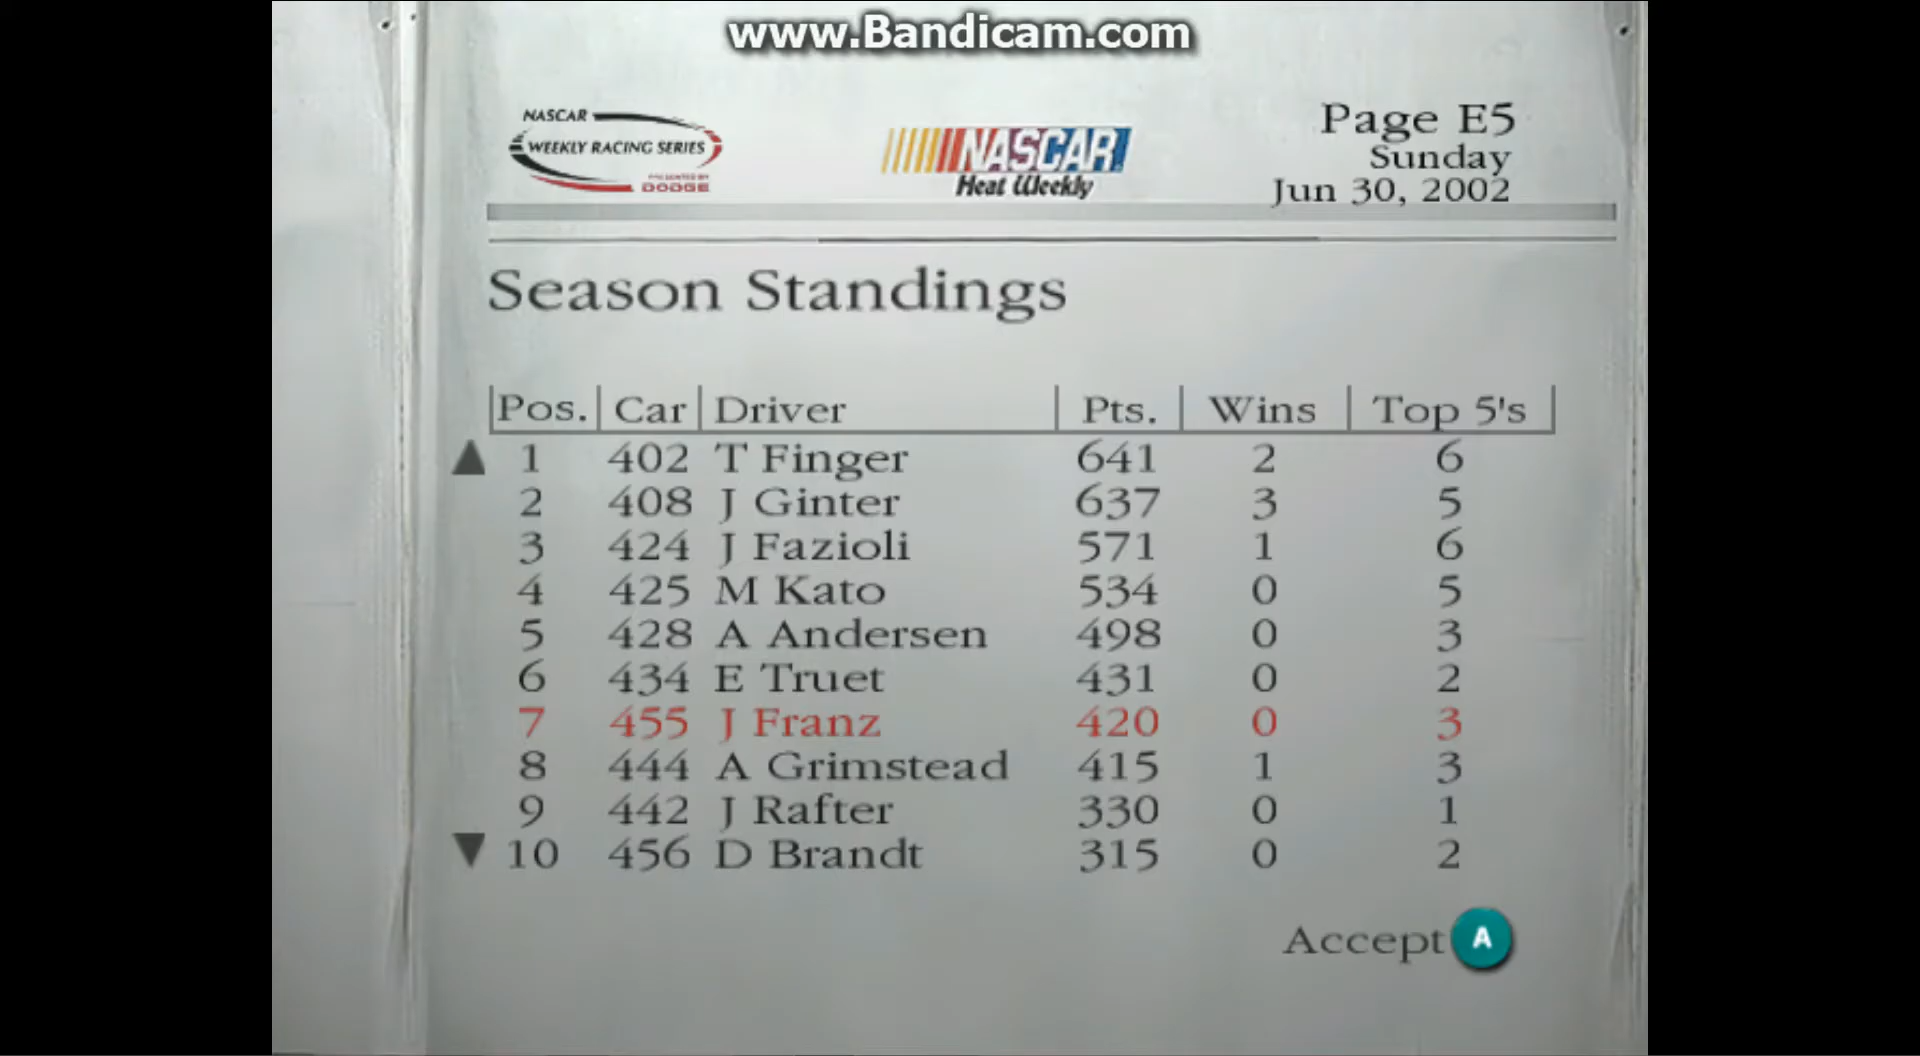 www.Bandicam.com
NASCAR
WEEKLY RACING SERIES
PRESENTED BY
DODGE
NASCAR
Heat Weekly
Page E5
Sunday
Jun 30, 2002
Season Standings
Pos. Car Driver Pts. Wins Top 5's
1 402 T Finger 641 2 6
2 408 J Ginter 637 3 5
3 424 J Fazioli 571 1 6
4 425 M Kato 534 0 5
5 428 A Andersen 498 0 3
6 434 E Truet 431 0 2
7 455 J Franz 420 0 3
8 444 A Grimstead 415 1 3
9 442 J Rafter 330 0 1
10 456 D Brandt 315 0 2
Accept A